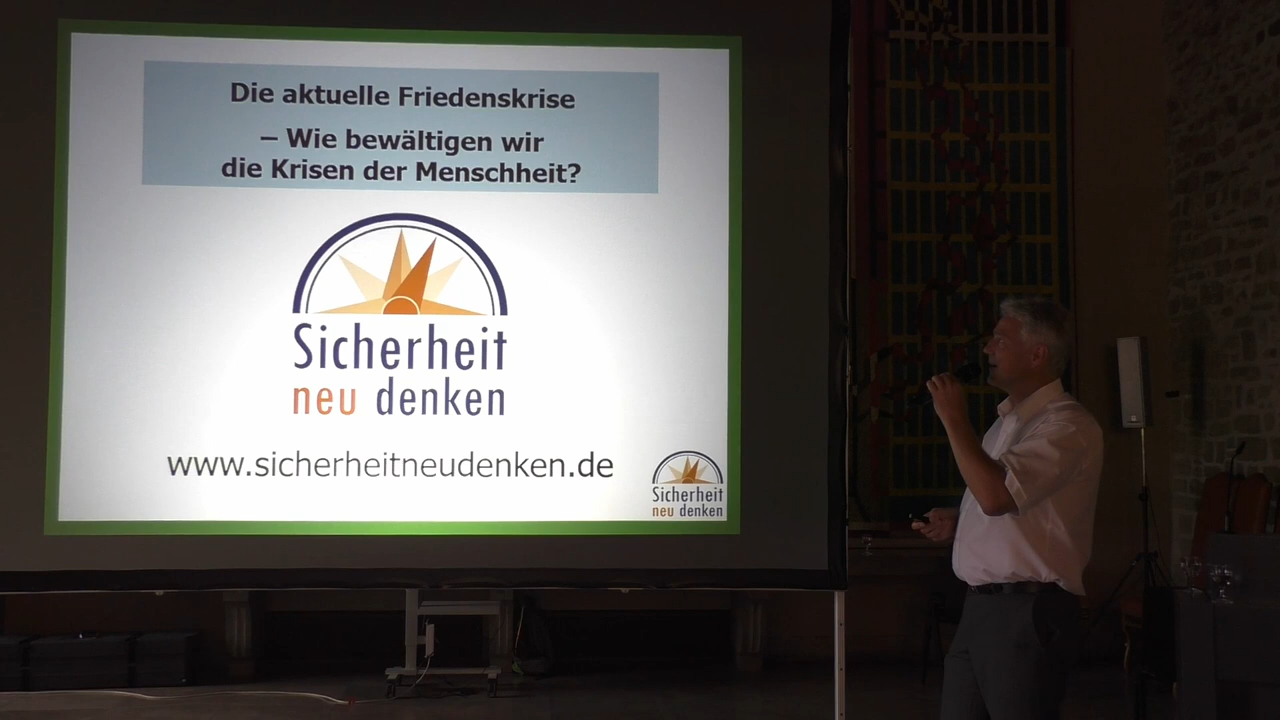 Die aktuelle Friedenskrise
– Wie bewältigen wir
die Krisen der Menschheit?
Sicherheit
neu denken
www.sicherheitneudenken.de
Sicherheit
neu denken